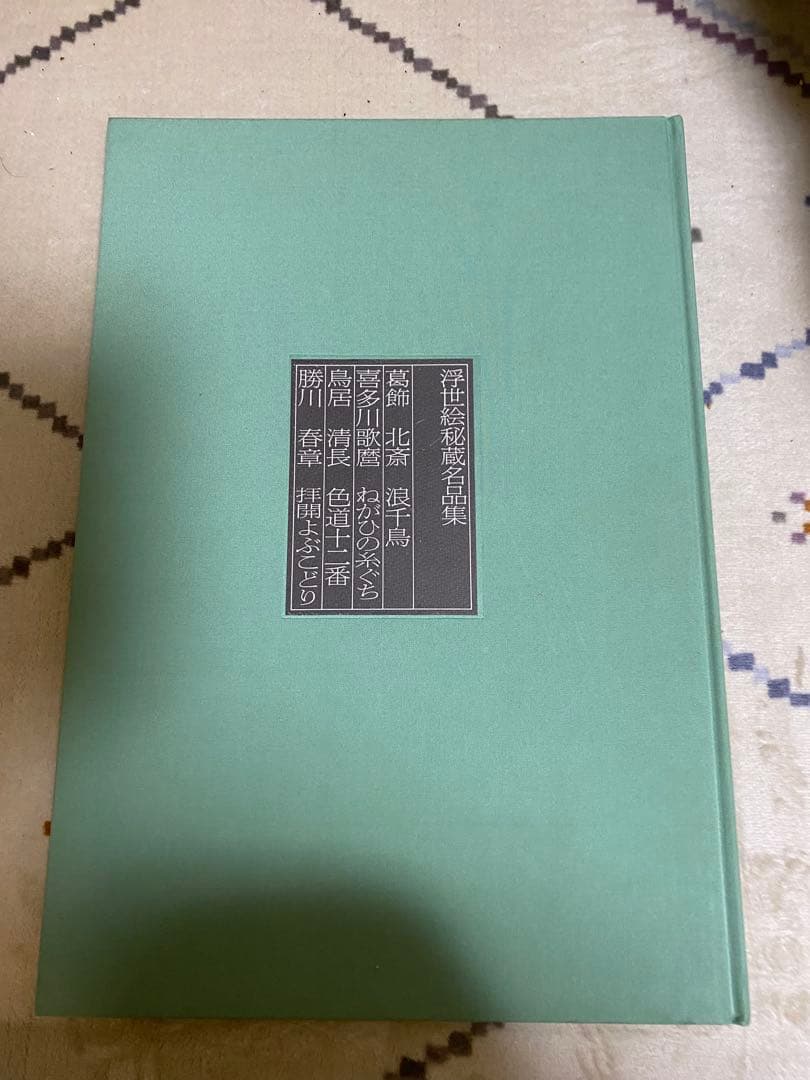 浮世絵秘蔵名品集
葛飾 北斎 浪千鳥
喜多川歌麿 ねがひの糸ぐち
鳥居 清長 色道十二番
勝川 春章 拝開よぶこどり